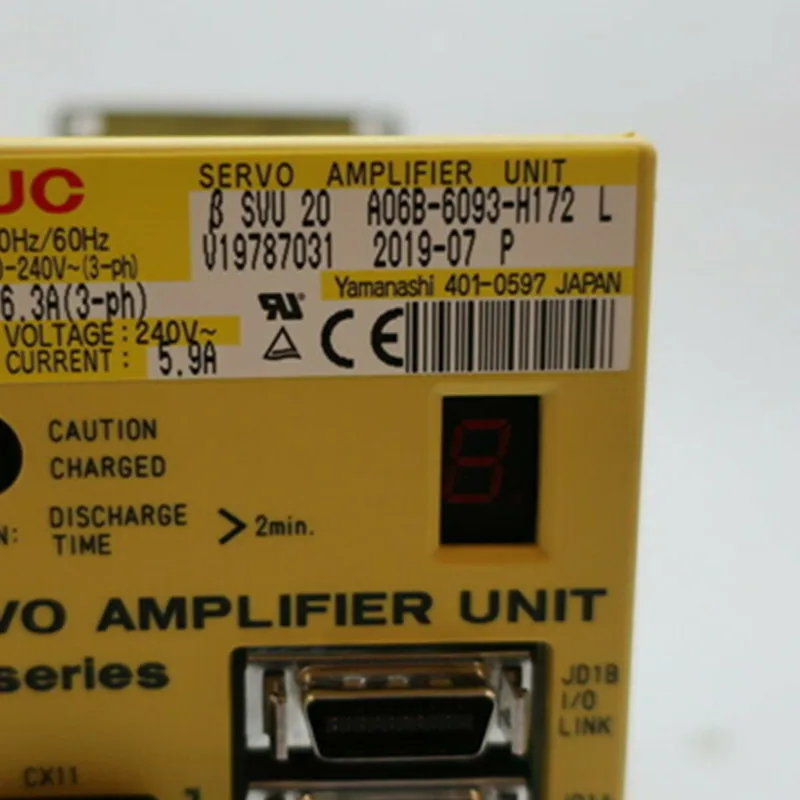 UC
SERVO AMPLIFIER UNIT
β SVU 20 A06B-6093-H172 L
0Hz/60Hz
V19787031 2019-07 P
-240V~(3-ph)
Yamanashi 401-0597 JAPAN
6.3A(3-ph)
VOLTAGE: 240V~
CURRENT: 5.9A
CE
CAUTION
CHARGED
8
DISCHARGE
TIME
> 2min.
N:
VO AMPLIFIER UNIT
series
JD1B
I/O
LINK
CX11